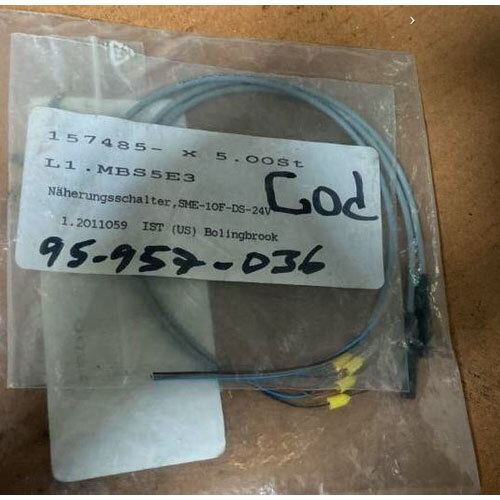 157485- x 5.00St
L1.MBS5E3
Näherungsschalter,SME-10F-DS-24V
God
1.2011059 IST (US) Bolingbrook
95-957-036